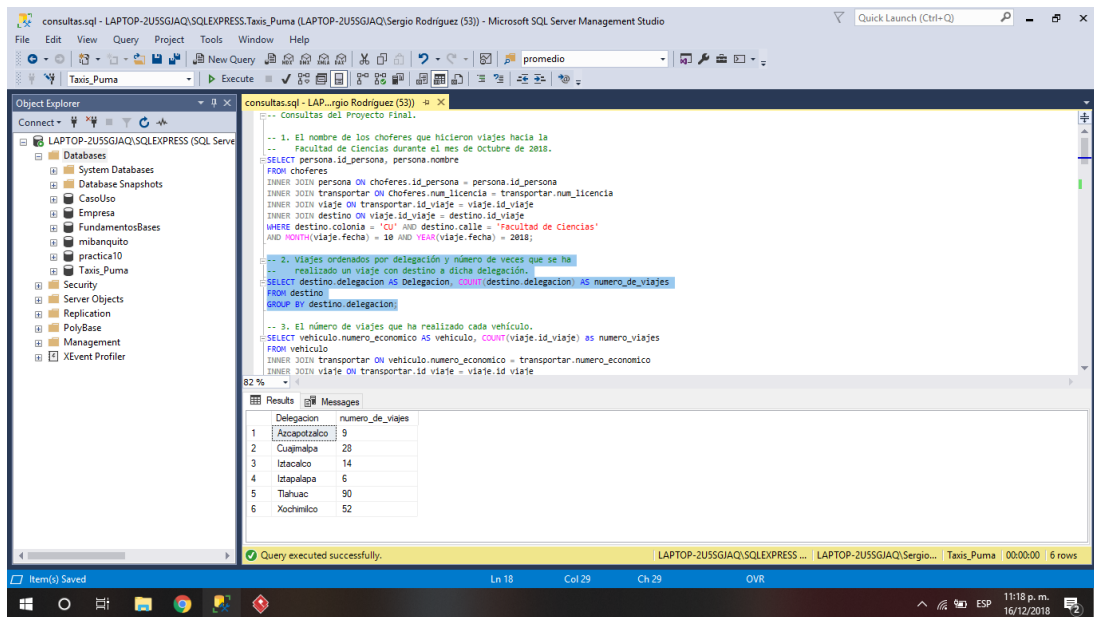 consultas.sql - LAPTOP-2U5SGJAQ\SQLEXPRESS.Taxis_Puma (LAPTOP-2U5SGJAQ\Sergio Rodríguez (53)) - Microsoft SQL Server Management Studio
Quick Launch (Ctrl+Q)
File Edit View Query Project Tools Window Help
New Query
promedio
Taxis_Puma
Execute
Object Explorer
Connect
LAPTOP-2U5SGJAQ\SQLEXPRESS (SQL Serve
Databases
System Databases
Database Snapshots
CasoUso
Empresa
FundamentosBases
mibanquito
practica10
Taxis_Puma
Security
Server Objects
Replication
PolyBase
Management
XEvent Profiler
consultas.sql - LAP...rgio Rodríguez (53))
-- Consultas del Proyecto Final.
-- 1. El nombre de los choferes que hicieron viajes hacia la
-- Facultad de Ciencias durante el mes de Octubre de 2018.
SELECT persona.id_persona, persona.nombre
FROM choferes
INNER JOIN persona ON choferes.id_persona = persona.id_persona
INNER JOIN transportar ON Choferes.num_licencia = transportar.num_licencia
INNER JOIN viaje ON transportar.id_viaje = viaje.id_viaje
INNER JOIN destino ON viaje.id_viaje = destino.id_viaje
WHERE destino.colonia = 'CU' AND destino.calle = 'Facultad de Ciencias'
AND MONTH(viaje.fecha) = 10 AND YEAR(viaje.fecha) = 2018;
-- 2. Viajes ordenados por delegación y número de veces que se ha
-- realizado un viaje con destino a dicha delegación.
SELECT destino.delegacion AS Delegacion, COUNT(destino.delegacion) AS numero_de_viajes
FROM destino
GROUP BY destino.delegacion;
-- 3. El número de viajes que ha realizado cada vehículo.
SELECT vehiculo.numero_economico AS vehiculo, COUNT(viaje.id_viaje) as numero_viajes
FROM vehiculo
INNER JOIN transportar ON vehiculo.numero_economico = transportar.numero_economico
INNER JOIN viaje ON transportar.id_viaje = viaje.id_viaje
82 %
Results Messages
Delegacion numero_de_viajes
1 Azcapotzalco 9
2 Cuajimalpa 28
3 Iztacalco 14
4 Iztapalapa 6
5 Tlahuac 90
6 Xochimilco 52
Query executed successfully.
LAPTOP-2U5SGJAQ\SQLEXPRESS ... LAPTOP-2U5SGJAQ\Sergio... Taxis_Puma 00:00:00 6 rows
Item(s) Saved Ln 18 Col 29 Ch 29 OVR
ESP
11:18 p. m.
16/12/2018
2